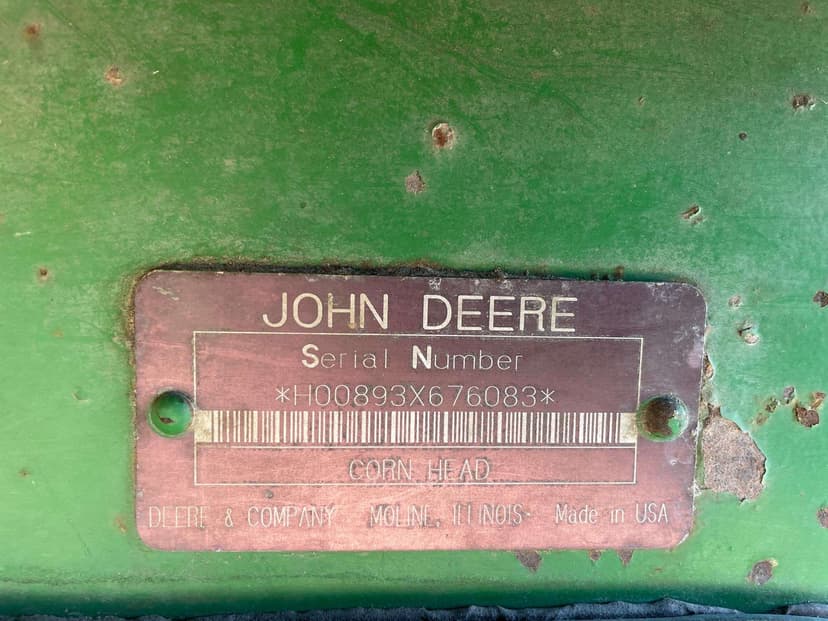 JOHN DEERE
Serial Number
*H00893X676083*
CORN HEAD
DEERE & COMPANY MOLINE, ILLINOIS Made in USA